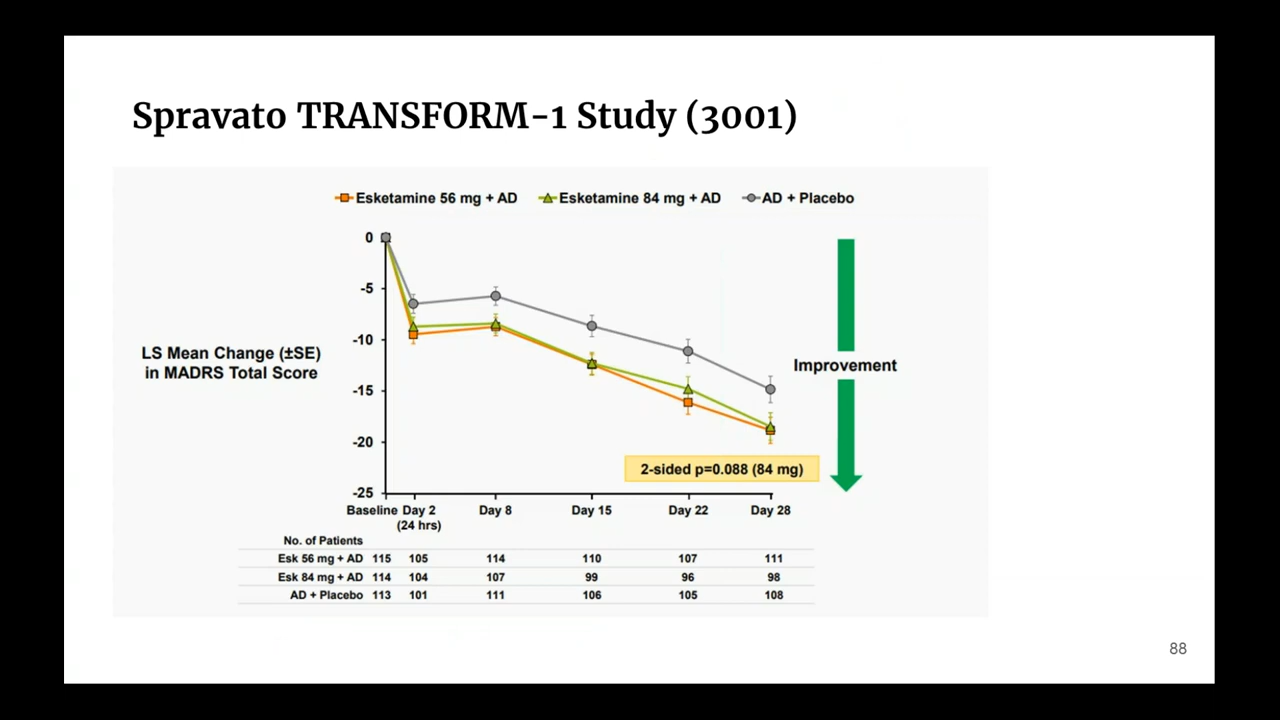 Spravato TRANSFORM-1 Study (3001)
Esketamine 56 mg + AD Esketamine 84 mg + AD AD + Placebo
0
-5
-10
-15
-20
-25
LS Mean Change (±SE)
in MADRS Total Score
Improvement
2-sided p=0.088 (84 mg)
Baseline Day 2 Day 8 Day 15 Day 22 Day 28
(24 hrs)
No. of Patients
Esk 56 mg + AD 115 105 114 110 107 111
Esk 84 mg + AD 114 104 107 99 96 98
AD + Placebo 113 101 111 106 105 108
88